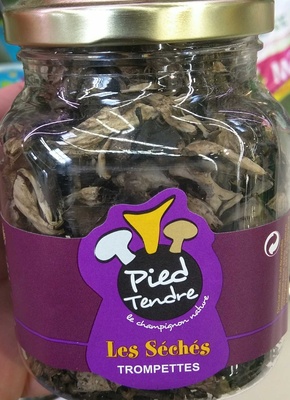 Pied
Tendre
le champignon nature
Les Séchés
TROMPETTES